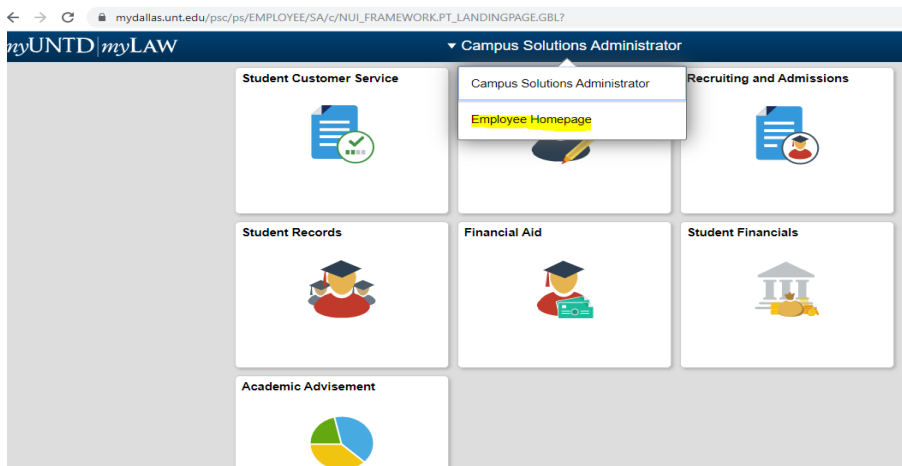 mydallas.unt.edu/psc/ps/EMPLOYEE/SA/c/NUI_FRAMEWORK.PT_LANDINGPAGE.GBL?
nyUNTD|myLAW
Campus Solutions Administrator
Student Customer Service
Campus Solutions Administrator
Employee Homepage
Recruiting and Admissions
Student Records
Financial Aid
Student Financials
Academic Advisement